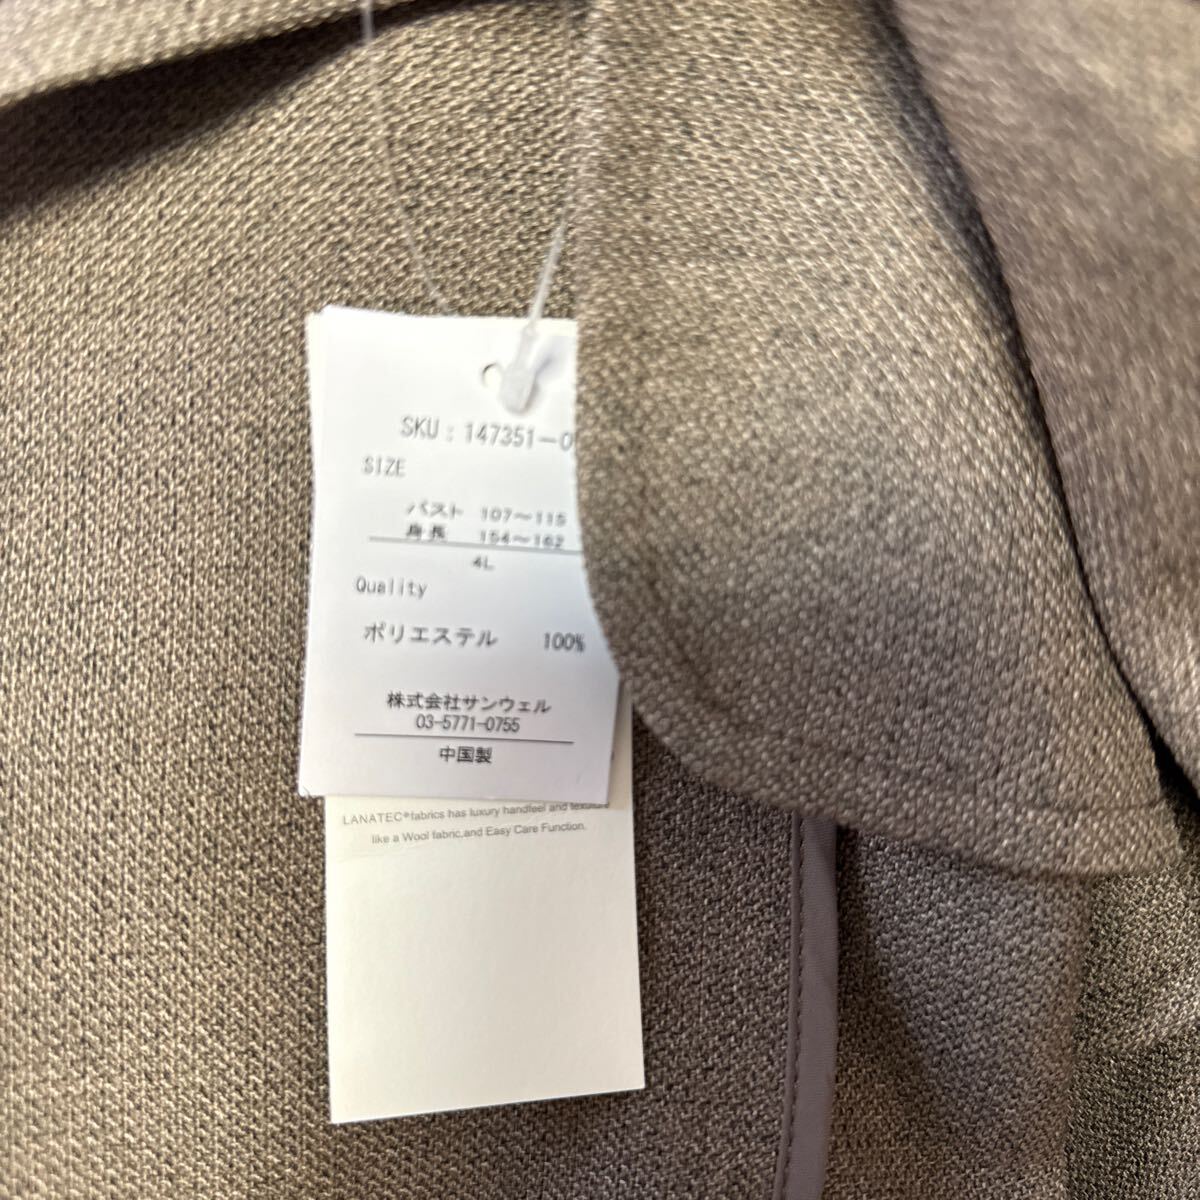 SKU : 147351-0
SIZE
バスト 107～115
身長 154～162
4L
Quality
ポリエステル 100%
株式会社サンウェル
03-5771-0755
中国製
LANATEC®fabrics has luxury handfeel and
like a Wool fabric,and Easy Care Function.